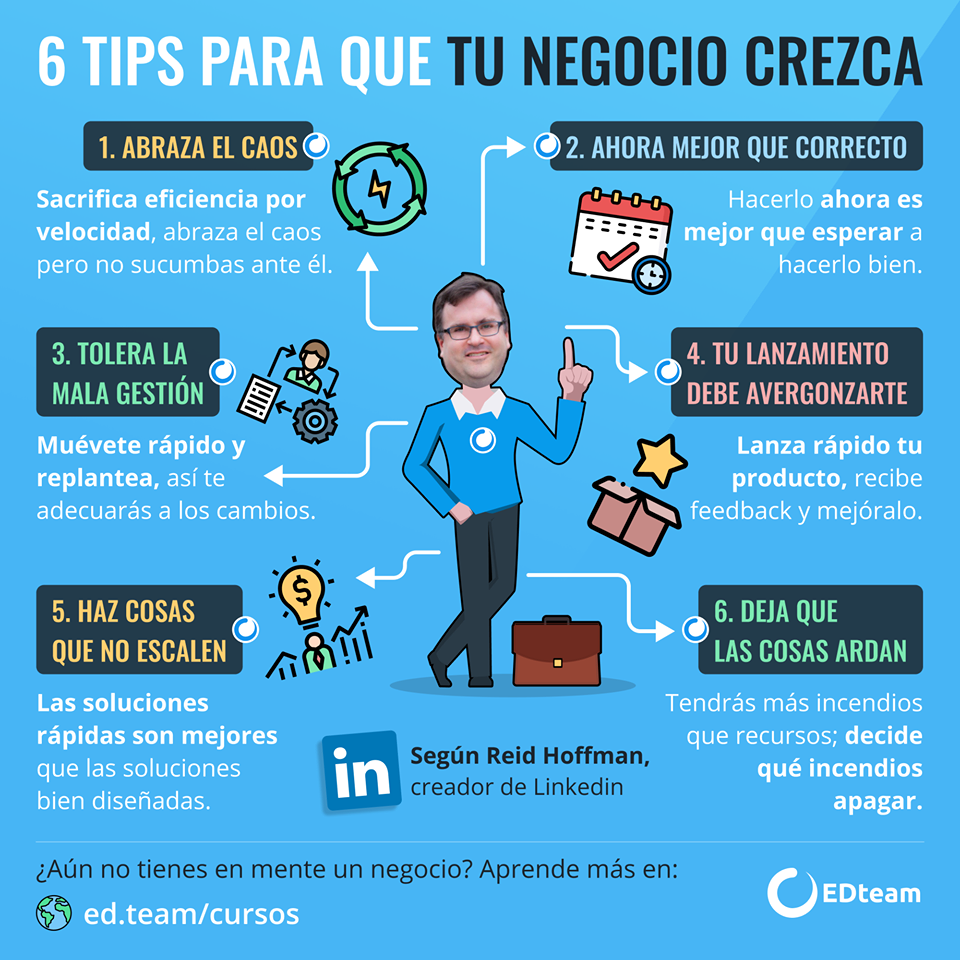 6 TIPS PARA QUE TU NEGOCIO CREZCA
1. ABRAZA EL CAOS
Sacrifica eficiencia por
velocidad, abraza el caos
pero no sucumbas ante él.
2. AHORA MEJOR QUE CORRECTO
Hacerlo ahora es
mejor que esperar a
hacerlo bien.
3. TOLERA LA
MALA GESTIÓN
Muévete rápido y
replantea, así te
adecuarás a los cambios.
4. TU LANZAMIENTO
DEBE AVERGONZARTE
Lanza rápido tu
producto, recibe
feedback y mejóralo.
5. HAZ COSAS
QUE NO ESCALEN
Las soluciones
rápidas son mejores
que las soluciones
bien diseñadas.
6. DEJA QUE
LAS COSAS ARDAN
Tendrás más incendios
que recursos; decide
qué incendios
apagar.
in
Según Reid Hoffman,
creador de Linkedin
¿Aún no tienes en mente un negocio? Aprende más en:
ed.team/cursos
EDteam